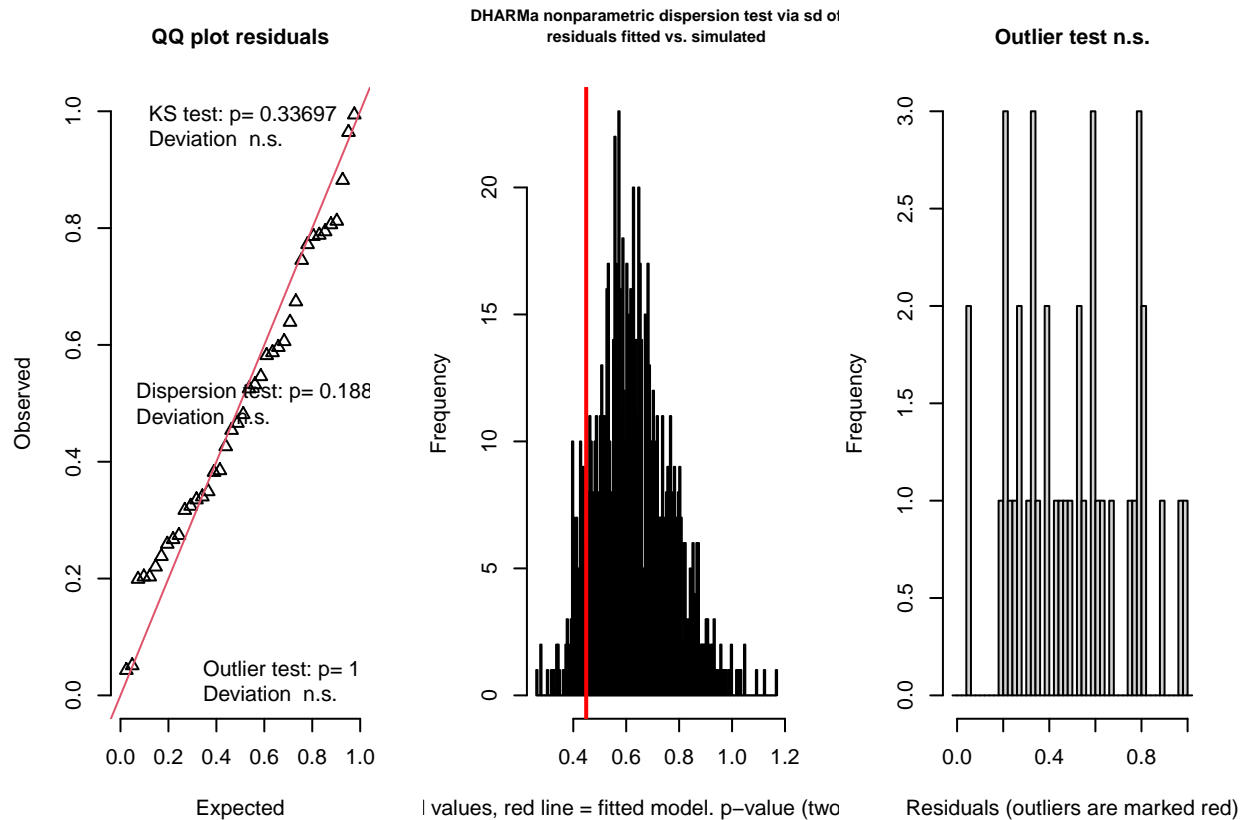 QQ plot residuals
KS test: p= 0.33697
Deviation  n.s.
Dispersion test: p= 0.188
Deviation  n.s.
Outlier test: p= 1
Deviation  n.s.
Observed
0.0 0.2 0.4 0.6 0.8 1.0
0.0 0.2 0.4 0.6 0.8 1.0
Expected
DHARMa nonparametric dispersion test via sd of
residuals fitted vs. simulated
Frequency
0 5 10 15 20
0.4 0.6 0.8 1.0 1.2
values, red line = fitted model. p−value (two
Outlier test n.s.
Frequency
0.0 0.5 1.0 1.5 2.0 2.5 3.0
0.0 0.4 0.8
Residuals (outliers are marked red)